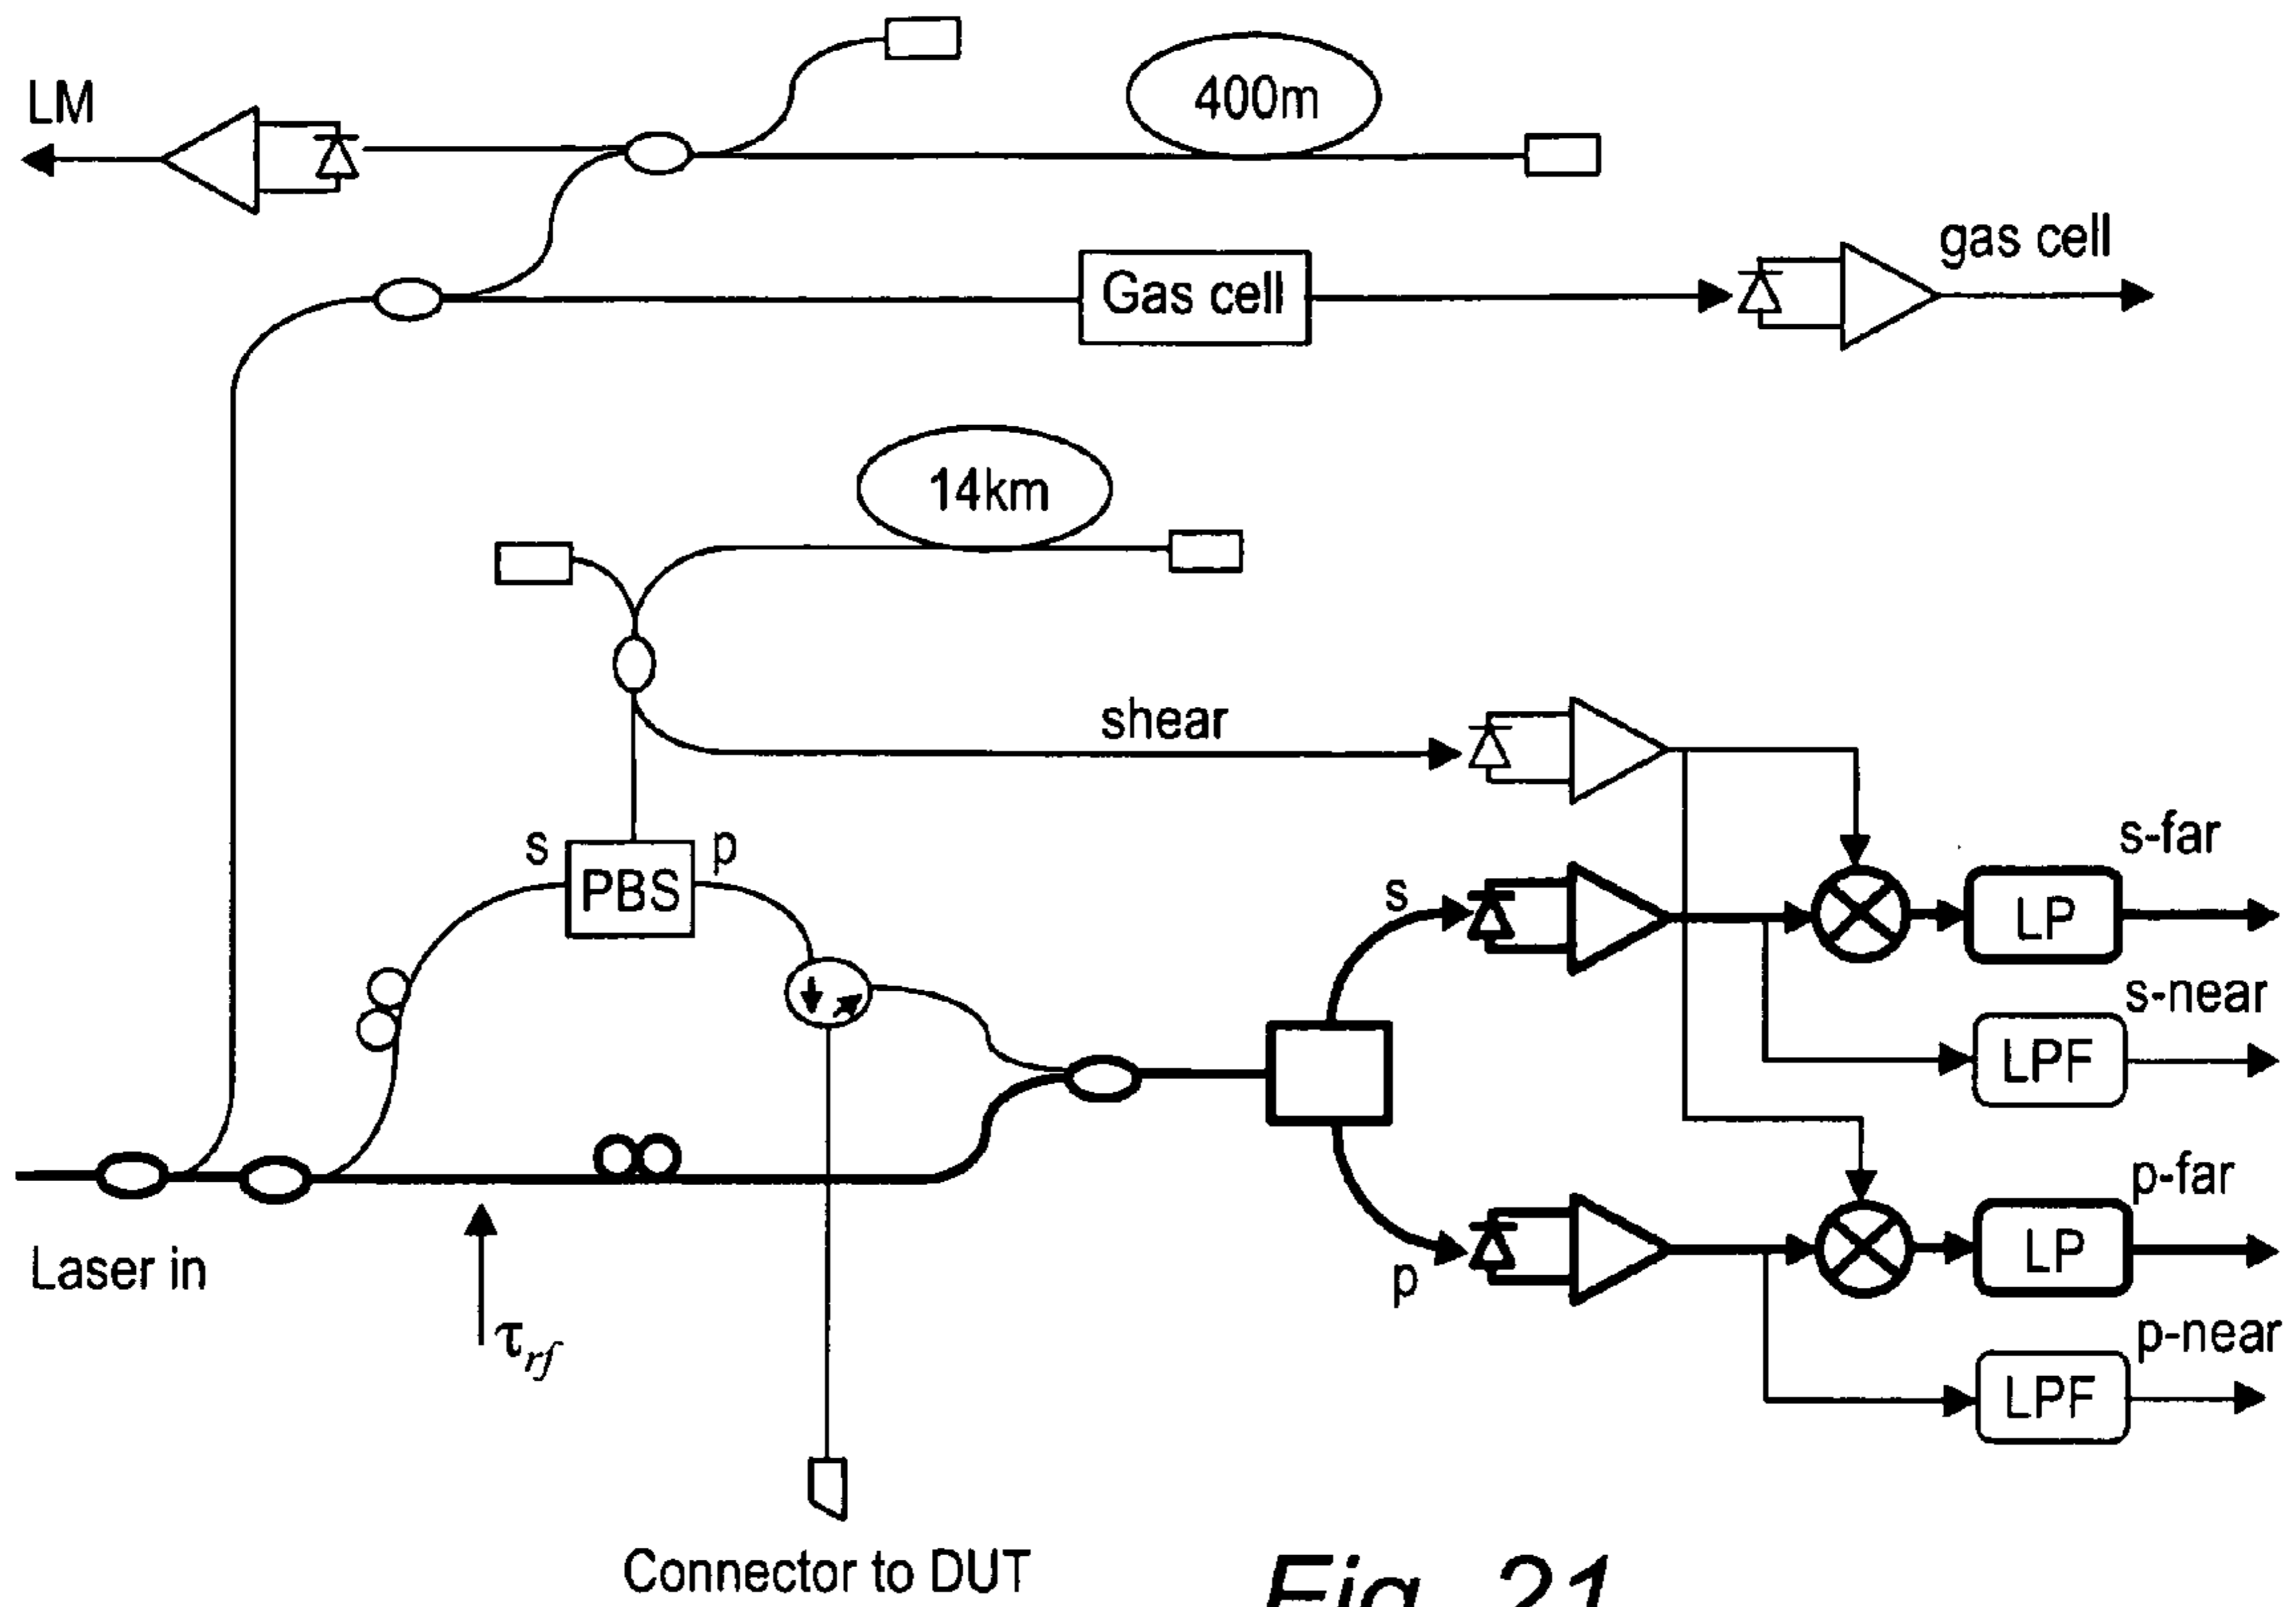 LM
400m
gas cell
Gas cell
14km
shear
s
PBS
p
s
s-far
LP
s-near
LPF
p-far
LP
p
p-near
LPF
Laser in
τrf
Connector to DUT
Fig. 21